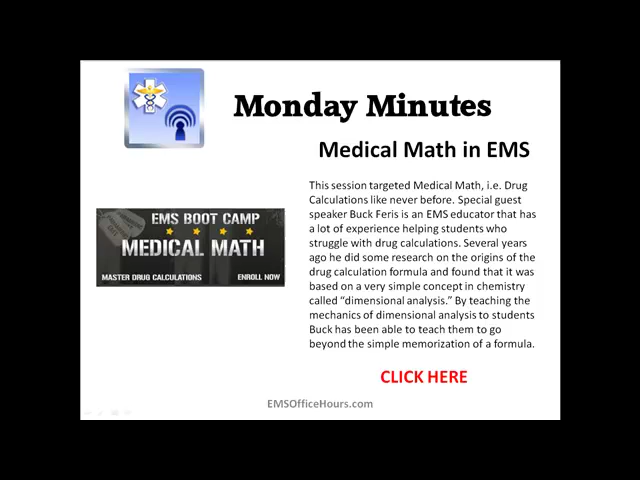 Monday Minutes
Medical Math in EMS
This session targeted Medical Math, i.e. Drug
Calculations like never before. Special guest
speaker Buck Feris is an EMS educator that has
a lot of experience helping students who
struggle with drug calculations. Several years
ago he did some research on the origins of the
drug calculation formula and found that it was
based on a very simple concept in chemistry
called “dimensional analysis.” By teaching the
mechanics of dimensional analysis to students
Buck has been able to teach them to go
beyond the simple memorization of a formula.
EMS BOOT CAMP
MEDICAL MATH
MASTER DRUG CALCULATIONS
ENROLL NOW
CLICK HERE
EMSOfficeHours.com